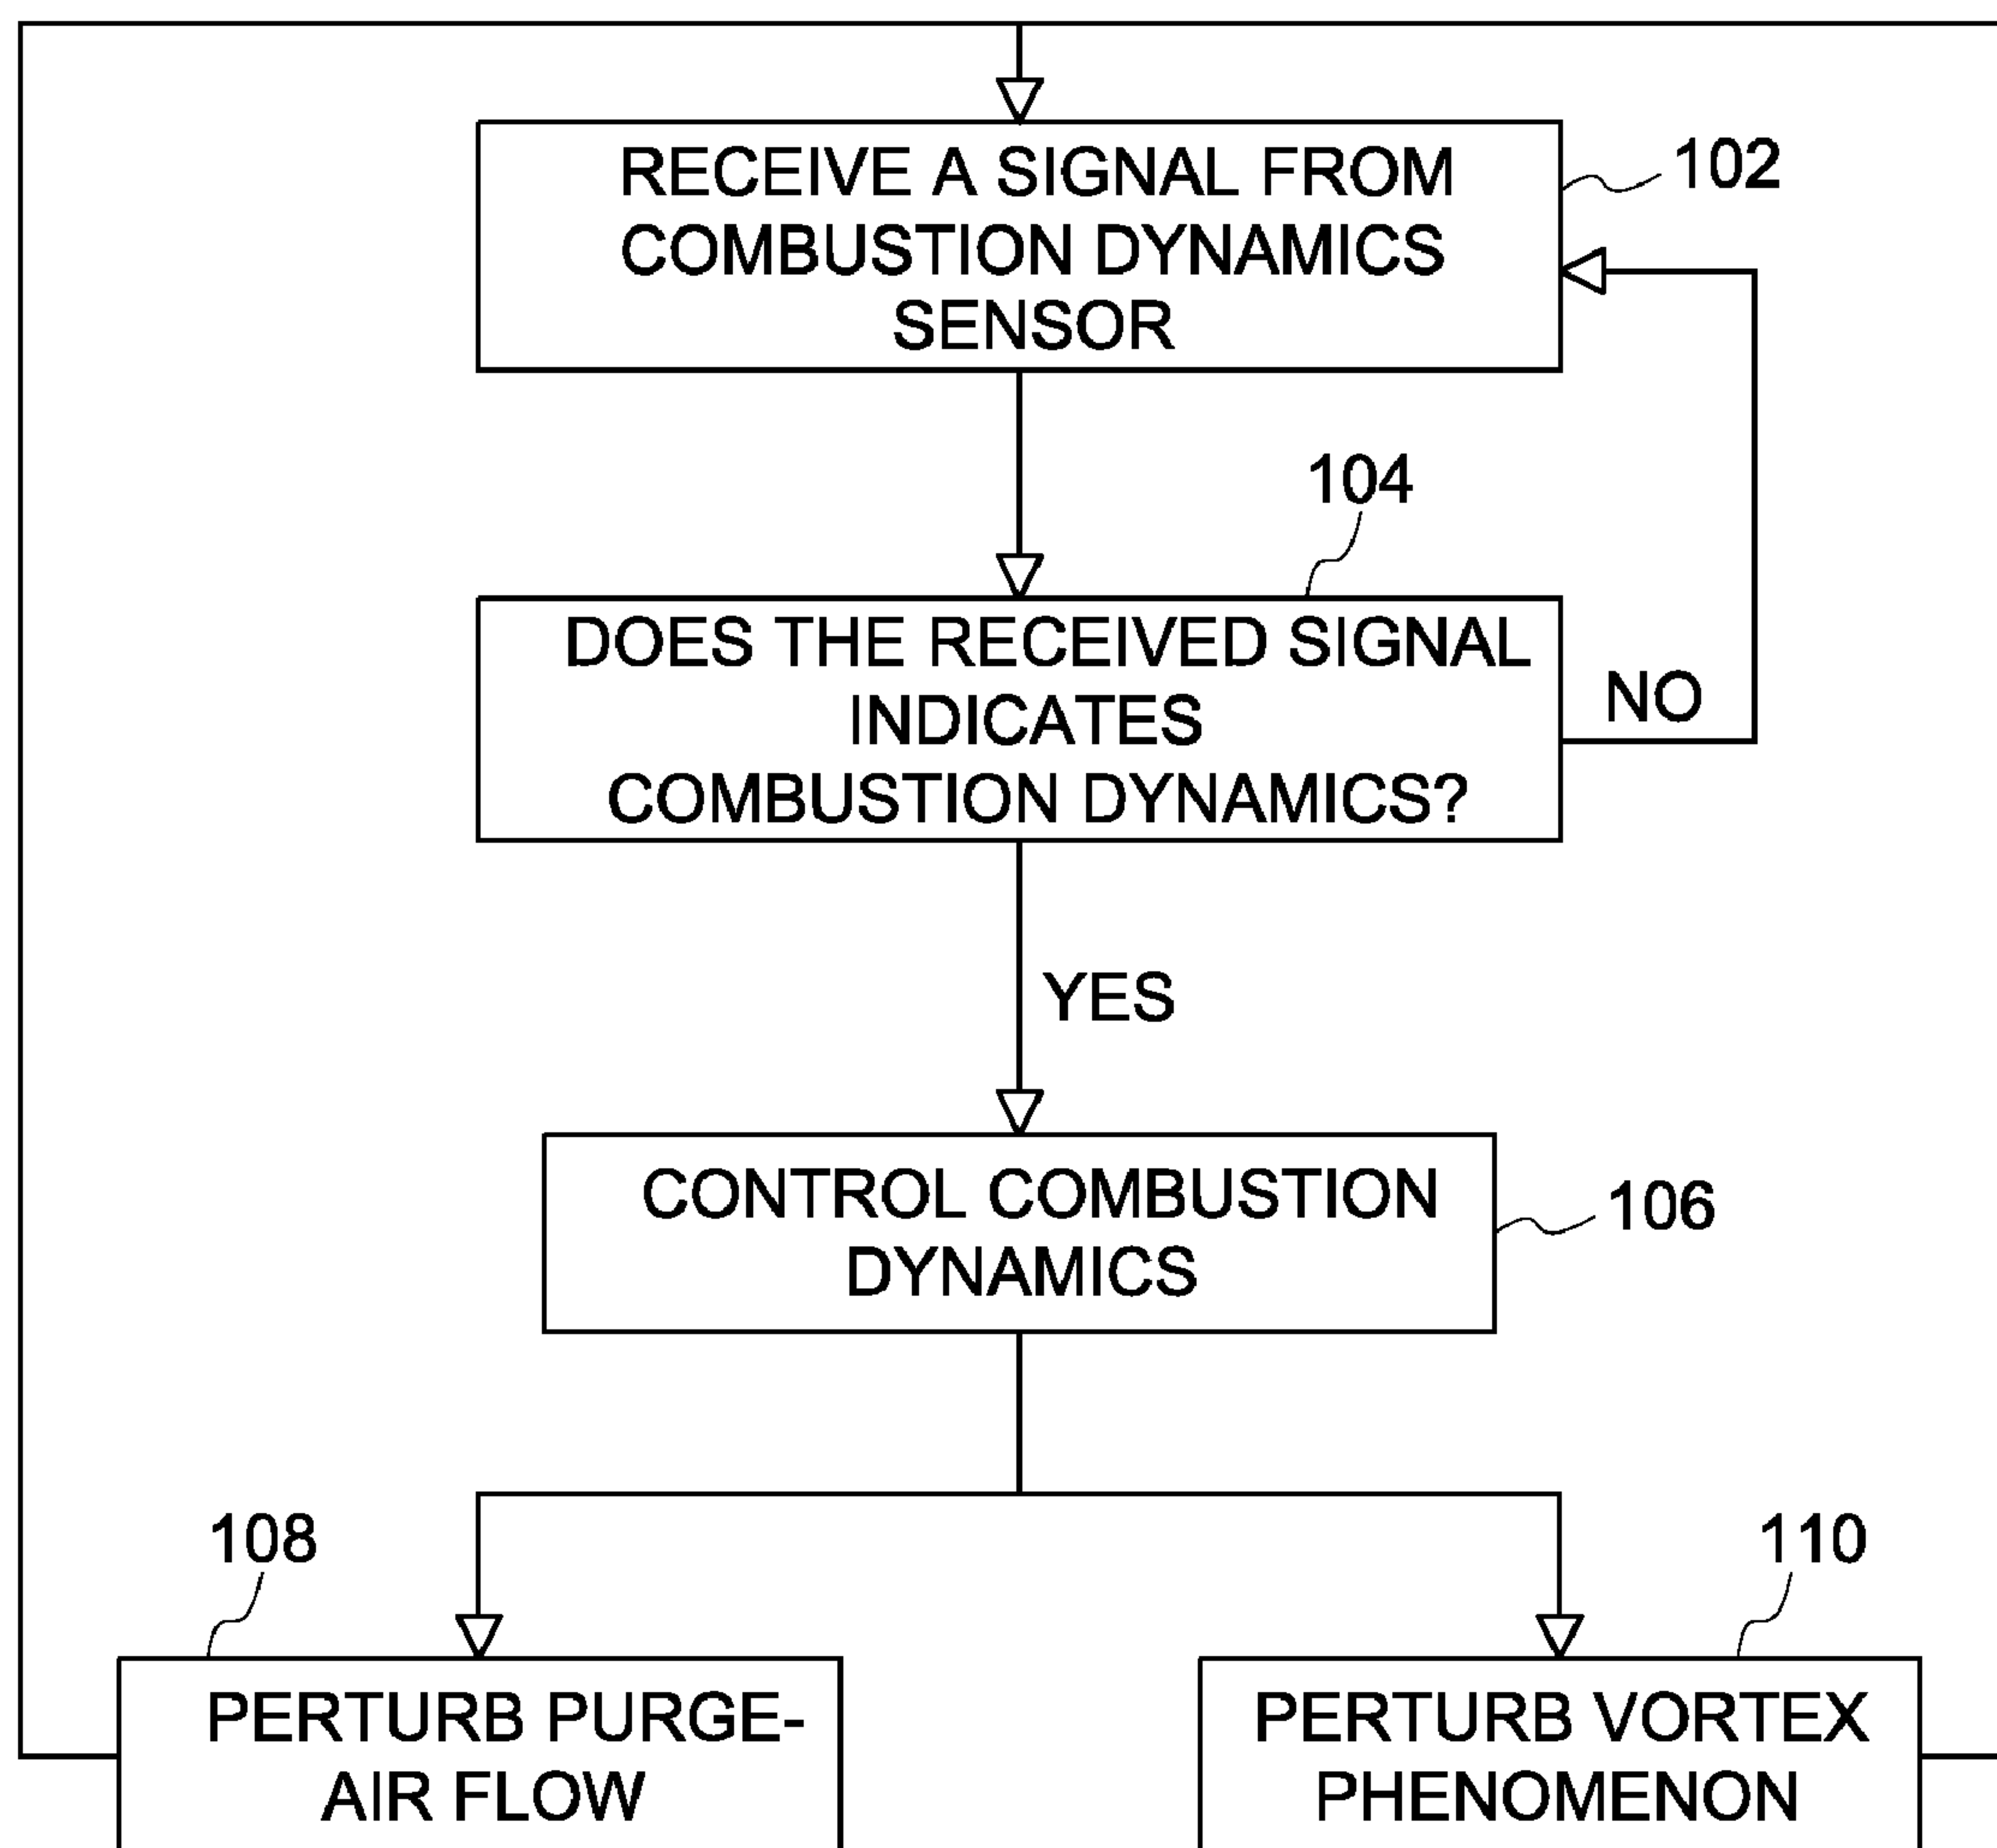 RECEIVE A SIGNAL FROM
COMBUSTION DYNAMICS
SENSOR
102
104
DOES THE RECEIVED SIGNAL
INDICATES
COMBUSTION DYNAMICS?
NO
YES
CONTROL COMBUSTION
DYNAMICS
106
108
110
PERTURB PURGE-
AIR FLOW
PERTURB VORTEX
PHENOMENON